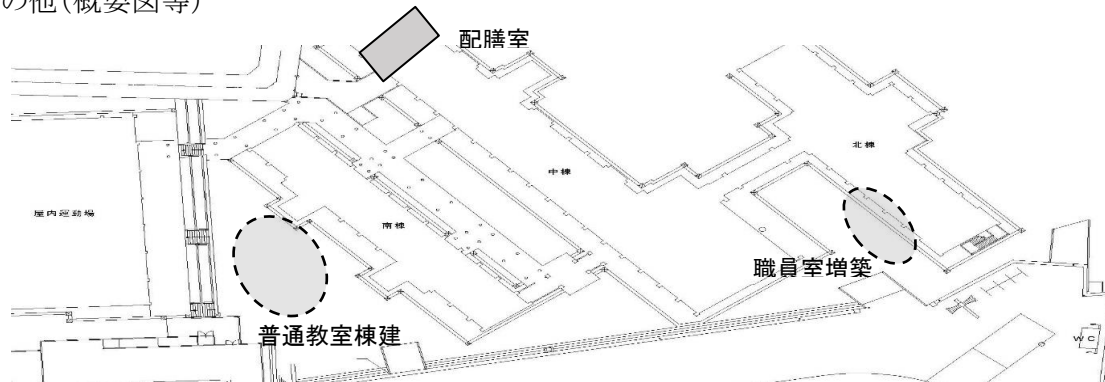 の他（概要図等）
配膳室
北棟
中棟
屋内運動場
南棟
職員室増築
普通教室棟建
WC